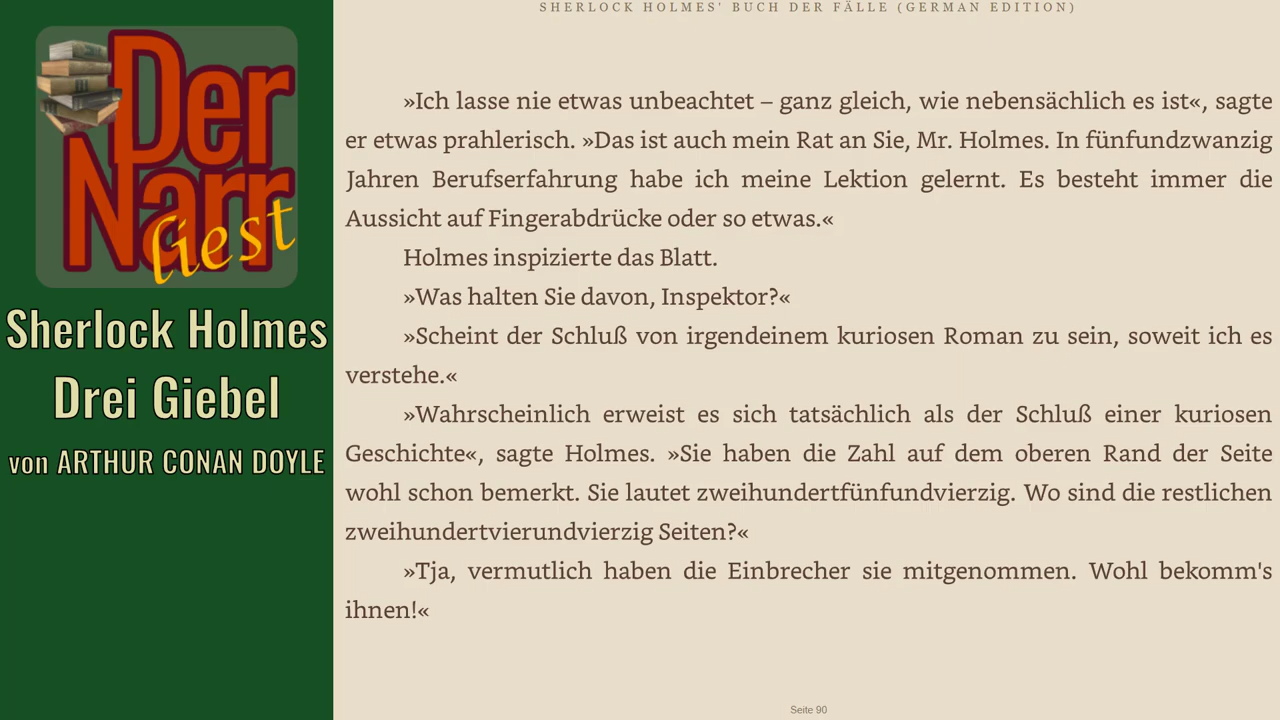 Der
Narr
liest
Sherlock Holmes
Drei Giebel
von ARTHUR CONAN DOYLE
SHERLOCK HOLMES' BUCH DER FÄLLE (GERMAN EDITION)
»Ich lasse nie etwas unbeachtet – ganz gleich, wie nebensächlich es ist«, sagte
er etwas prahlerisch. »Das ist auch mein Rat an Sie, Mr. Holmes. In fünfundzwanzig
Jahren Berufserfahrung habe ich meine Lektion gelernt. Es besteht immer die
Aussicht auf Fingerabdrücke oder so etwas.«
Holmes inspizierte das Blatt.
»Was halten Sie davon, Inspektor?«
»Scheint der Schluß von irgendeinem kuriosen Roman zu sein, soweit ich es
verstehe.«
»Wahrscheinlich erweist es sich tatsächlich als der Schluß einer kuriosen
Geschichte«, sagte Holmes. »Sie haben die Zahl auf dem oberen Rand der Seite
wohl schon bemerkt. Sie lautet zweihundertfünfundvierzig. Wo sind die restlichen
zweihundertvierundvierzig Seiten?«
»Tja, vermutlich haben die Einbrecher sie mitgenommen. Wohl bekomm's
ihnen!«
Seite 90